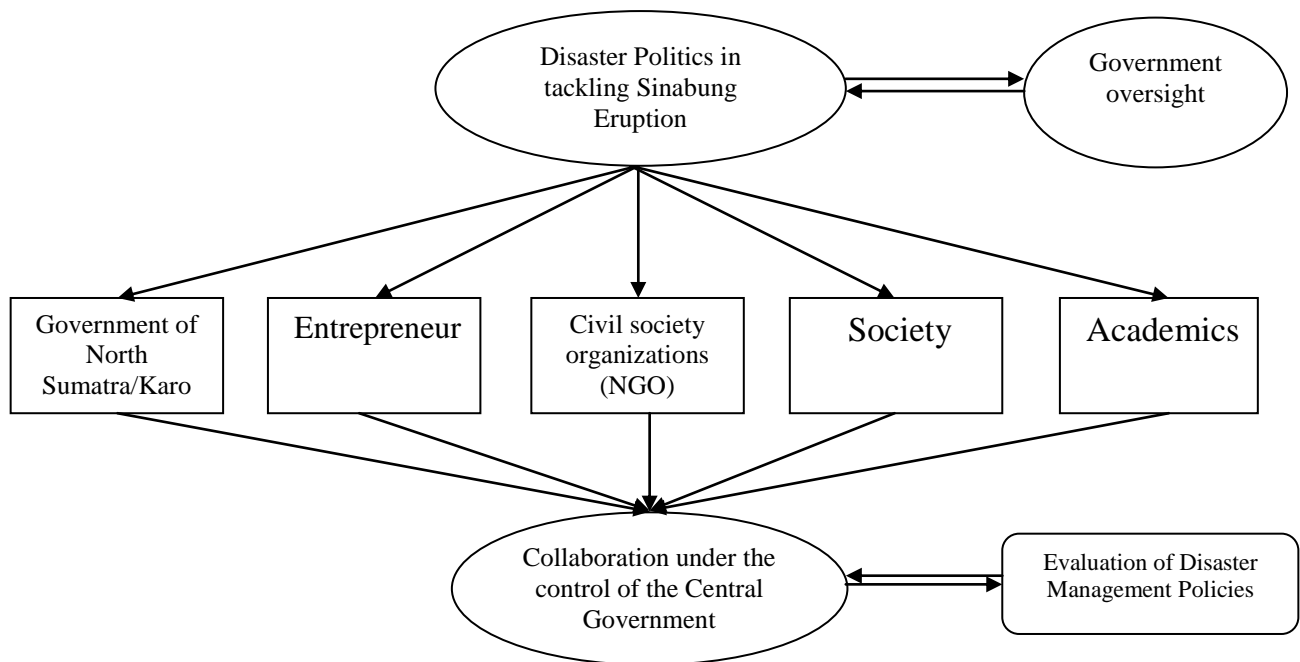 Disaster Politics in
tackling Sinabung
Eruption
Government
oversight
Government of
North
Sumatra/Karo
Entrepreneur
Civil society
organizations
(NGO)
Society
Academics
Collaboration under the
control of the Central
Government
Evaluation of Disaster
Management Policies